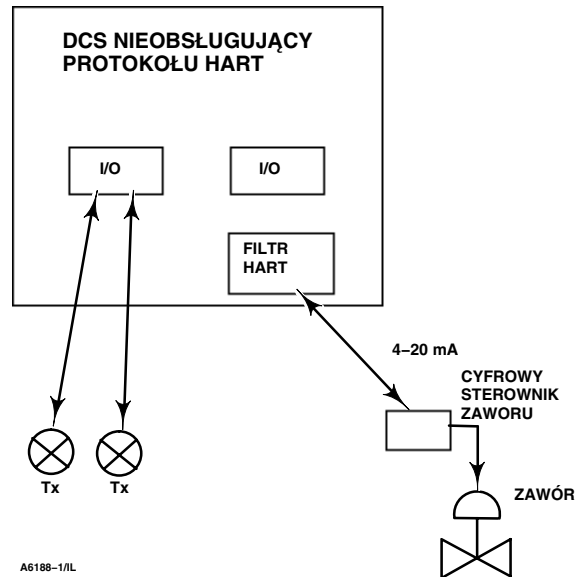 DCS NIEOBSŁUGUJĄCY
PROTOKOŁU HART
I/O
I/O
FILTR
HART
4–20 mA
CYFROWY
STEROWNIK
ZAWORU
Tx
Tx
ZAWÓR
A6188–1/IL